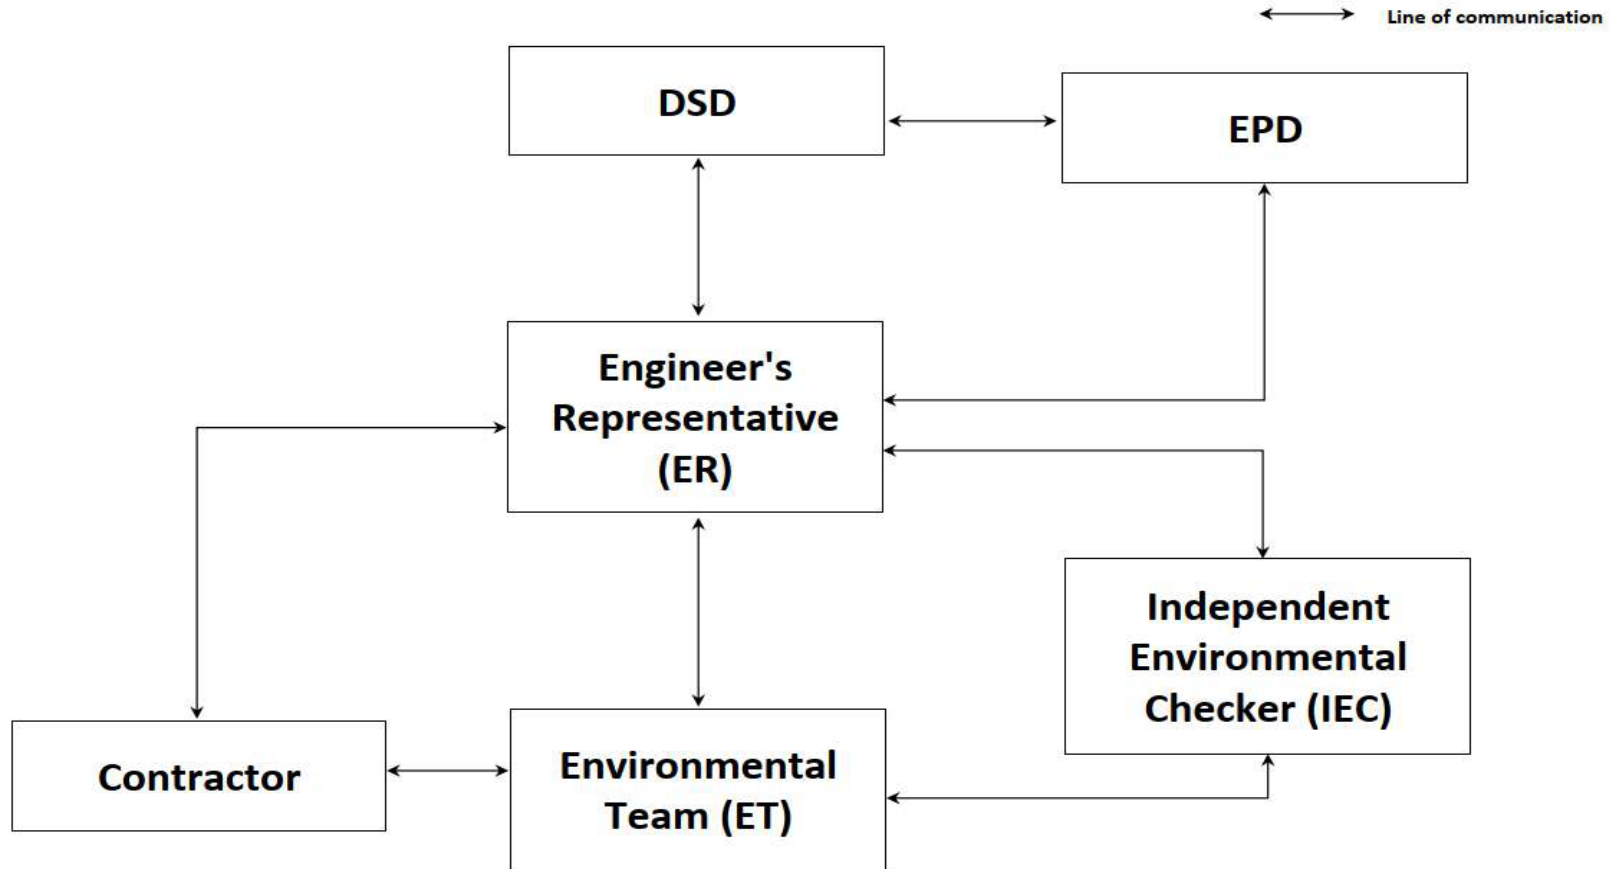 Line of communication
DSD
EPD
Engineer's
Representative
(ER)
Independent
Environmental
Checker (IEC)
Contractor
Environmental
Team (ET)